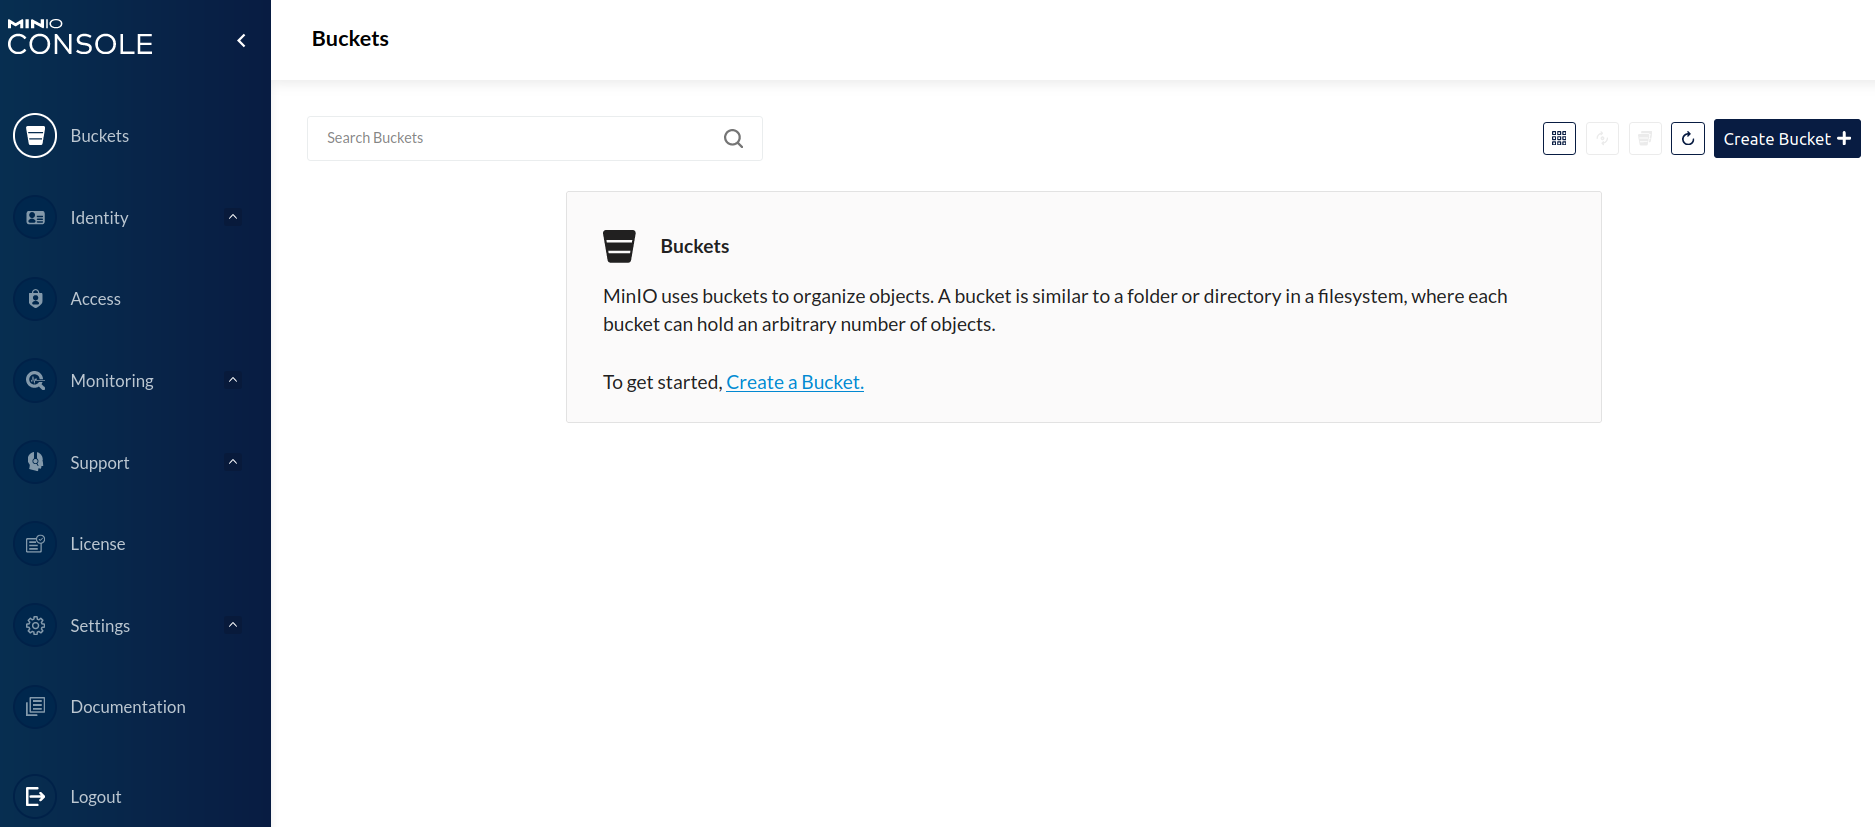 MINIO
CONSOLE
Buckets
Identity
Access
Monitoring
Support
License
Settings
Documentation
Logout
Buckets
Search Buckets
Create Bucket
Buckets
MinIO uses buckets to organize objects. A bucket is similar to a folder or directory in a filesystem, where each
bucket can hold an arbitrary number of objects.
To get started, Create a Bucket.